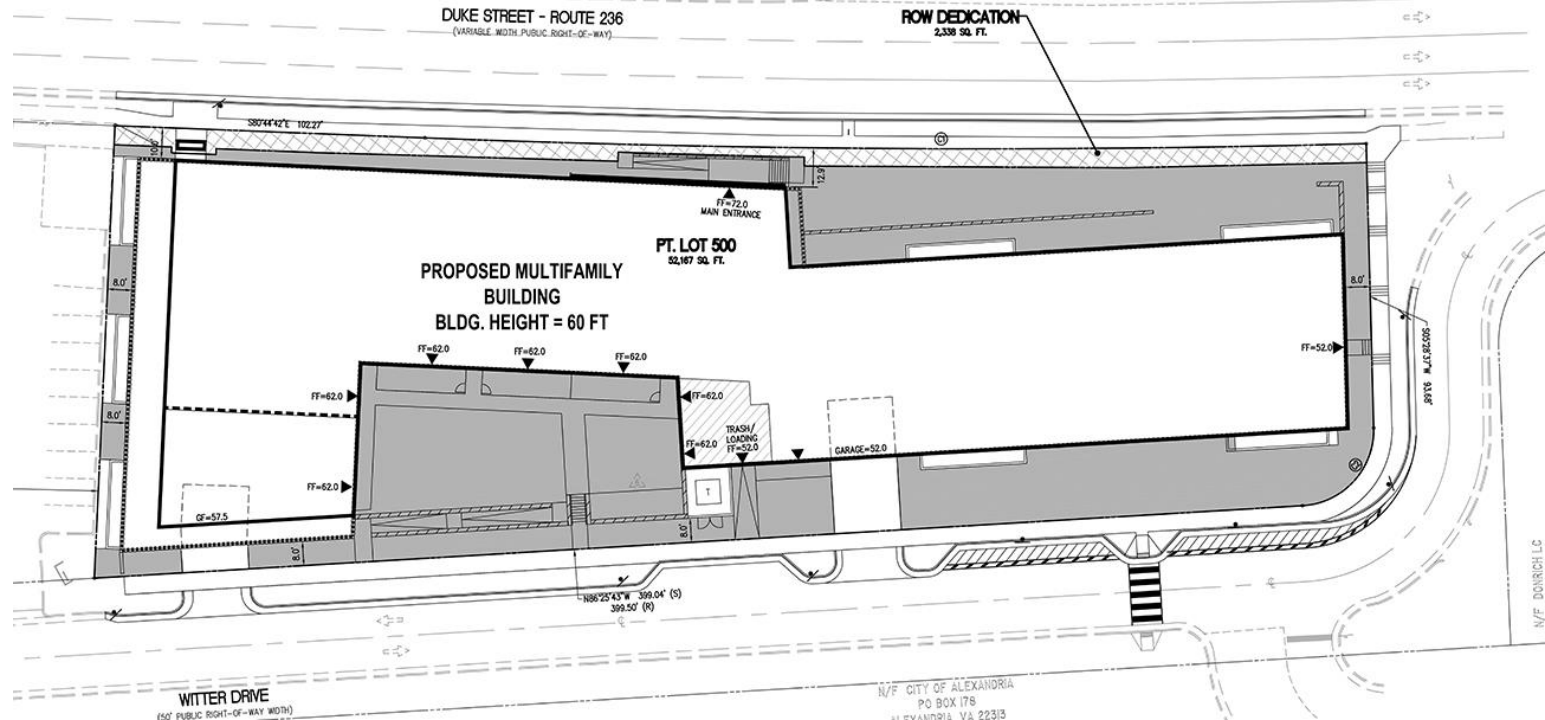 DUKE STREET - ROUTE 236
(VARIABLE WIDTH PUBLIC RIGHT-OF-WAY)
ROW DEDICATION
2,338 SQ. FT.
S80°44'42"E 102.27'
10.0'
12.9'
FF=72.0
MAIN ENTRANCE
PT. LOT 500
52,167 SQ. FT.
PROPOSED MULTIFAMILY
BUILDING
BLDG. HEIGHT = 60 FT
8.0'
8.0'
FF=62.0
FF=62.0
FF=62.0
FF=52.0
S05°28'37"W 93.68'
FF=62.0
FF=62.0
8.0'
TRASH/
LOADING
FF=52.0
FF=62.0
GARAGE=52.0
FF=62.0
T
GF=57.5
8.0'
8.0'
N86°25'43"W 399.04' (S)
399.50' (R)
N/F DONRICH LC
WITTER DRIVE
(50' PUBLIC RIGHT-OF-WAY WIDTH)
N/F CITY OF ALEXANDRIA
PO BOX 178
ALEXANDRIA, VA 22313